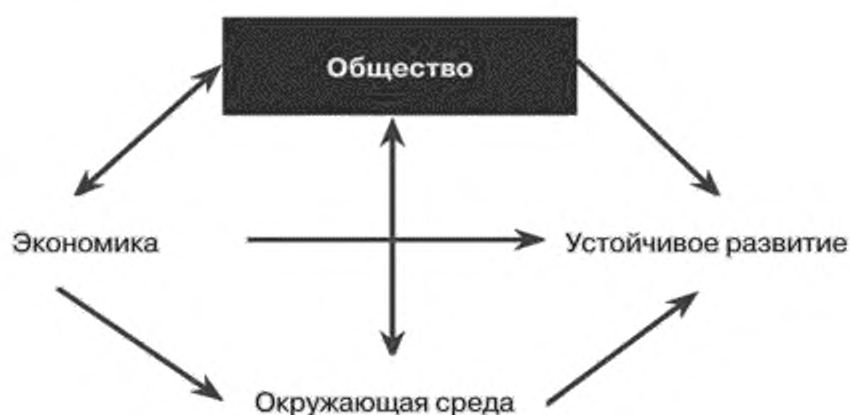 Общество
Экономика
Устойчивое развитие
Окружающая среда